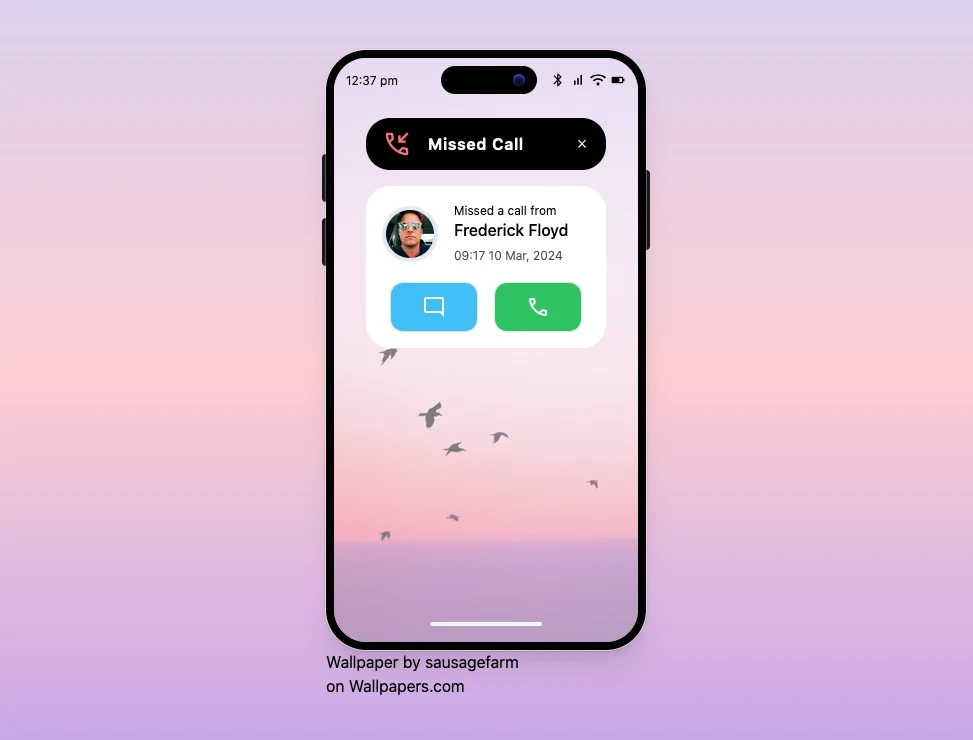 12:37 pm
Missed Call
Missed a call from
Frederick Floyd
09:17 10 Mar, 2024
Wallpaper by sausagefarm
on Wallpapers.com